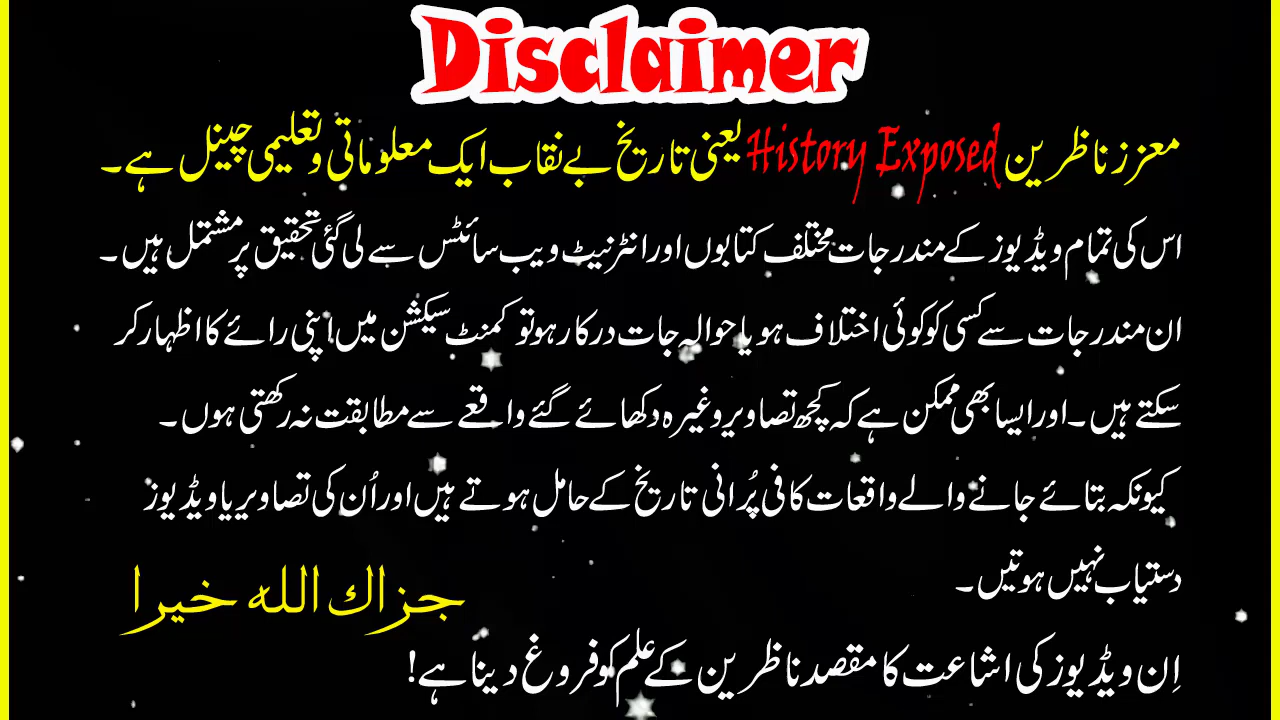 Disclaimer
معزز ناظرین History Exposed یعنی تاریخ بے نقاب ایک معلوماتی و تعلیمی چینل ہے۔
اس کی تمام ویڈیوز کے مندرجات مختلف کتابوں اور انٹرنیٹ ویب سائٹس سے لی گئی تحقیق پر مشتمل ہیں۔
ان مندرجات سے کسی کو کوئی اختلاف ہو یا حوالہ جات درکار ہو تو کمنٹ سیکشن میں اپنی رائے کا اظہار کر
سکتے ہیں۔ اور ایسا بھی ممکن ہے کہ کچھ تصاویر وغیرہ دکھائے گئے واقعے سے مطابقت نہ رکھتی ہوں۔
کیونکہ بتائے جانے والے واقعات کافی پُرانی تاریخ کے حامل ہوتے ہیں اور اُن کی تصاویر یا ویڈیوز
دستیاب نہیں ہوتیں۔
جزاك الله خيرا
اِن ویڈیوز کی اشاعت کا مقصد ناظرین کے علم کو فروغ دینا ہے!